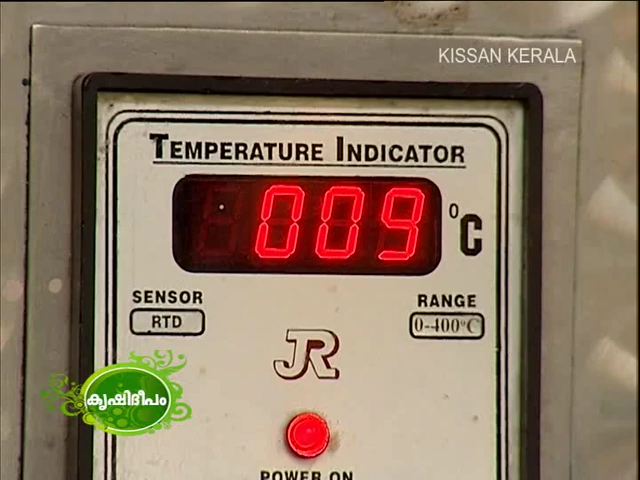 KISSAN KERALA
TEMPERATURE INDICATOR
009 °C
SENSOR
RTD
RANGE
0-400°C
JR
കൃഷിദീപം
POWER ON